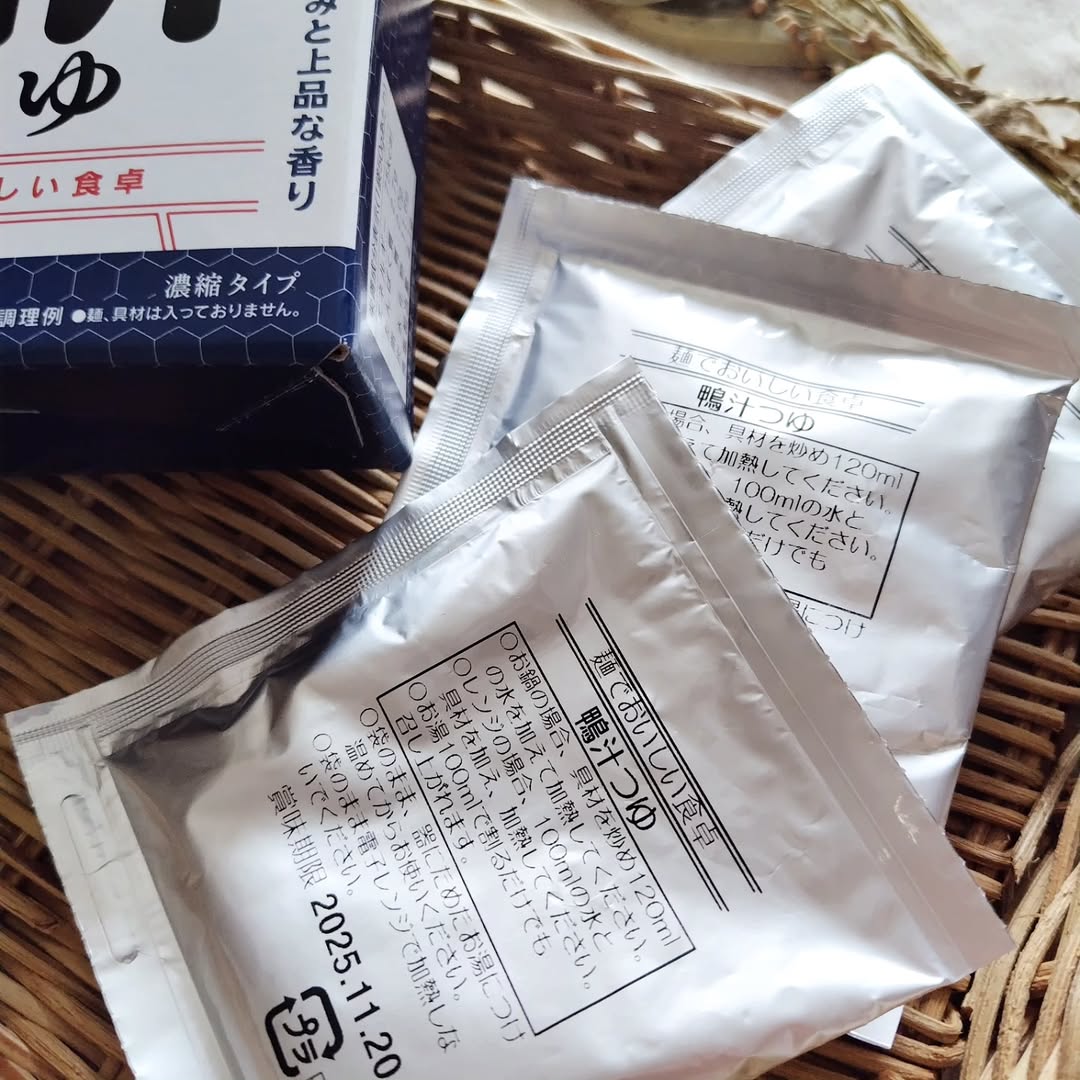 みと上品な香り
ゆ
しい食卓
濃縮タイプ
調理例 ●麺、具材は入っておりません。
麺でおいしい食卓
鴨汁つゆ
場合、具材を炒め120ml
えて加熱してください。
100mlの水と
熱してください。
だけでも
につけ
麺でおいしい食卓
鴨汁つゆ
○お鍋の場合、具材を炒め120ml
の水を加えて加熱してください。
○レンジの場合、100mlの水と
具材を加え、加熱してください。
○お湯100mlで割るだけでも
召し上がれます。
○袋のまま、器にためたお湯につけ
温めてからお使いください。
○袋のまま電子レンジで加熱しな
いでください。
賞味期限 2025.11.20
プラ